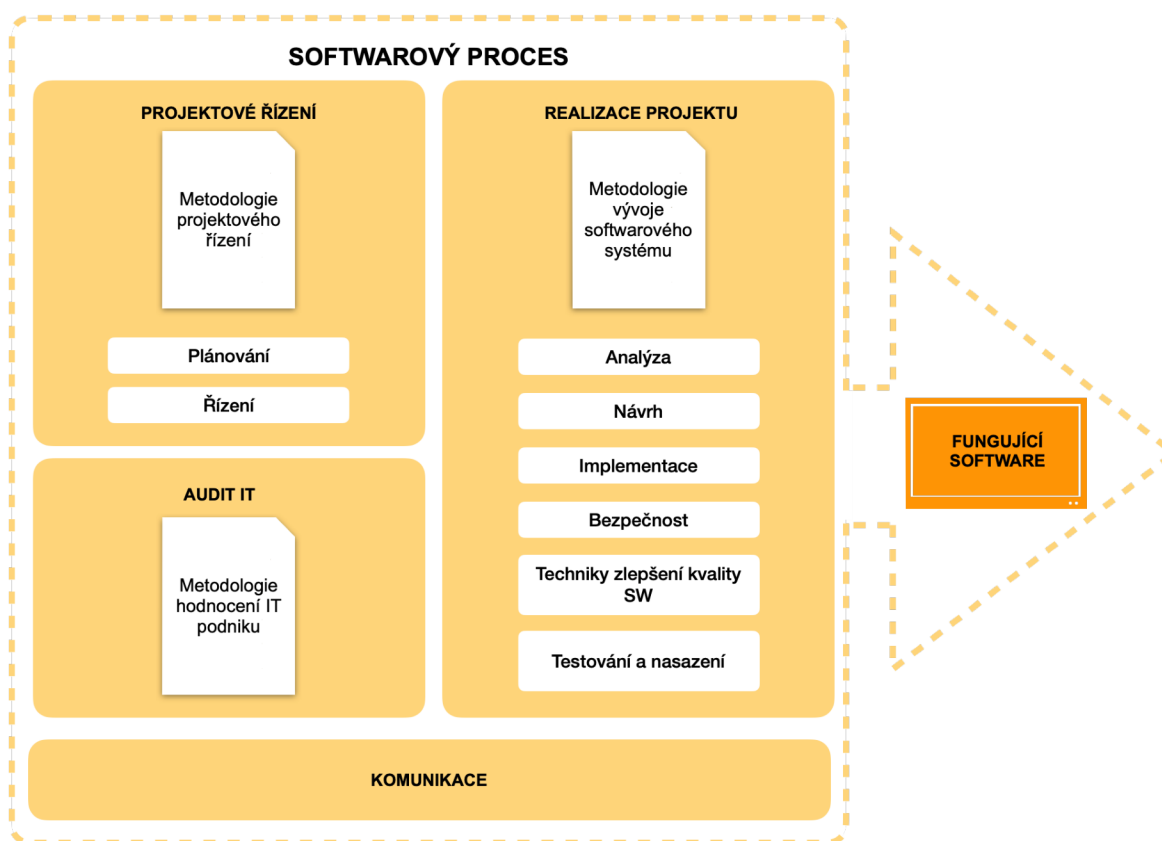 SOFTWAROVÝ PROCES
PROJEKTOVÉ ŘÍZENÍ
Metodologie
projektového
řízení
Plánování
Řízení
AUDIT IT
Metodologie
hodnocení IT
podniku
REALIZACE PROJEKTU
Metodologie
vývoje
softwarového
systému
Analýza
Návrh
Implementace
Bezpečnost
Techniky zlepšení kvality
SW
Testování a nasazení
KOMUNIKACE
FUNGUJÍCÍ
SOFTWARE